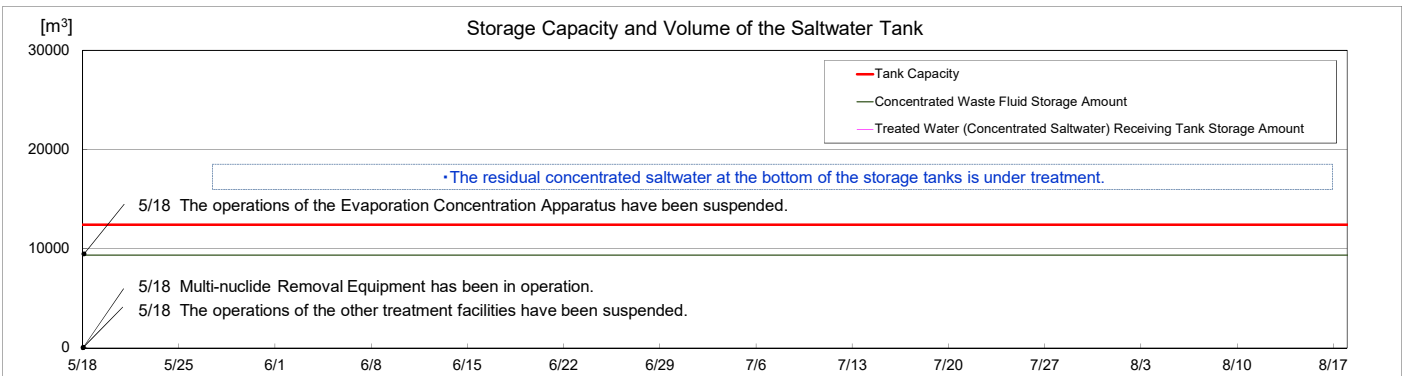 [m³]
Storage Capacity and Volume of the Saltwater Tank
30000
Tank Capacity
Concentrated Waste Fluid Storage Amount
Treated Water (Concentrated Saltwater) Receiving Tank Storage Amount
20000
・The residual concentrated saltwater at the bottom of the storage tanks is under treatment.
5/18 The operations of the Evaporation Concentration Apparatus have been suspended.
10000
5/18 Multi-nuclide Removal Equipment has been in operation.
5/18 The operations of the other treatment facilities have been suspended.
0
5/18 5/25 6/1 6/8 6/15 6/22 6/29 7/6 7/13 7/20 7/27 8/3 8/10 8/17